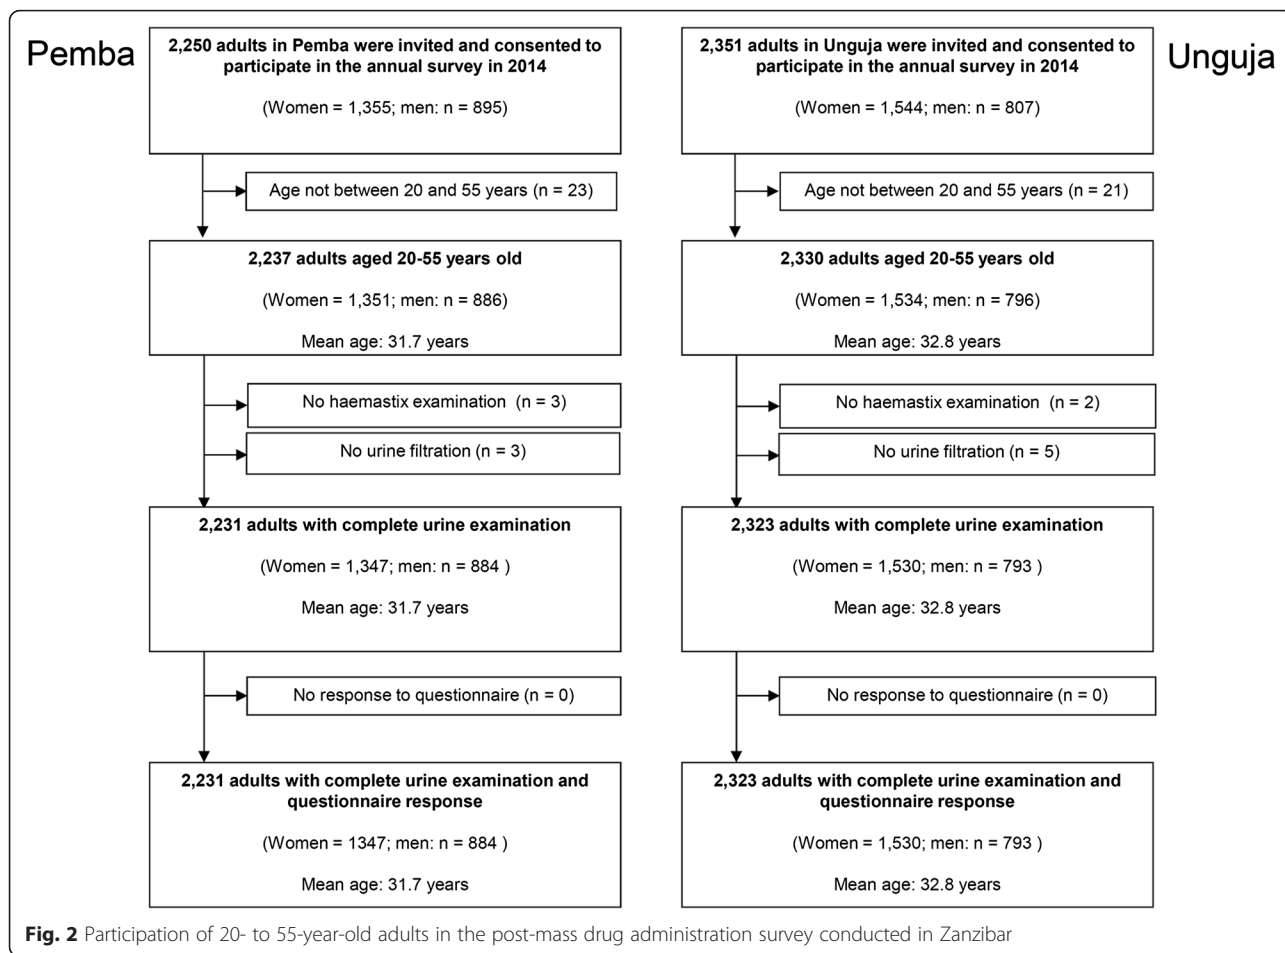 Pemba
2,250 adults in Pemba were invited and consented to
participate in the annual survey in 2014
(Women = 1,355; men: n = 895)
Age not between 20 and 55 years (n = 23)
2,237 adults aged 20-55 years old
(Women = 1,351; men: n = 886)
Mean age: 31.7 years
No haemastix examination (n = 3)
No urine filtration (n = 3)
2,231 adults with complete urine examination
(Women = 1,347; men: n = 884 )
Mean age: 31.7 years
No response to questionnaire (n = 0)
2,231 adults with complete urine examination and
questionnaire response
(Women = 1347; men: n = 884 )
Mean age: 31.7 years
Unguja
2,351 adults in Unguja were invited and consented to
participate in the annual survey in 2014
(Women = 1,544; men: n = 807)
Age not between 20 and 55 years (n = 21)
2,330 adults aged 20-55 years old
(Women = 1,534; men: n = 796)
Mean age: 32.8 years
No haemastix examination (n = 2)
No urine filtration (n = 5)
2,323 adults with complete urine examination
(Women = 1,530; men: n = 793 )
Mean age: 32.8 years
No response to questionnaire (n = 0)
2,323 adults with complete urine examination and
questionnaire response
(Women = 1,530; men: n = 793 )
Mean age: 32.8 years
Fig. 2 Participation of 20- to 55-year-old adults in the post-mass drug administration survey conducted in Zanzibar